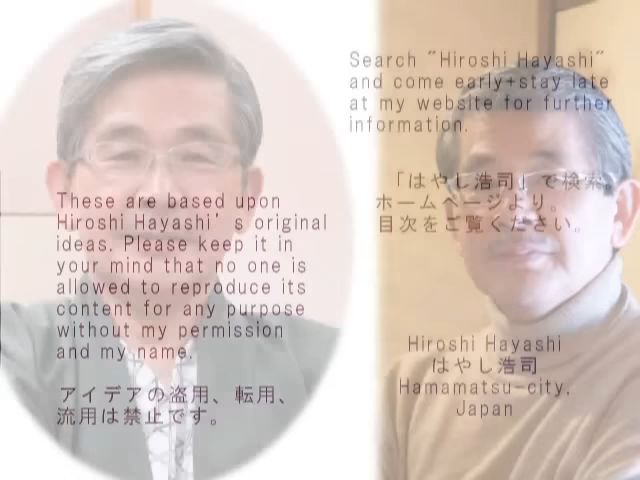 Search "Hiroshi Hayashi"
and come early+stay late
at my website for further
information.
「はやし浩司」で検索。
ホームページより。
目次をご覧ください。
These are based upon
Hiroshi Hayashi's original
ideas. Please keep it in
your mind that no one is
allowed to reproduce its
content for any purpose
without my permission
and my name.
アイデアの盗用、転用、
流用は禁止です。
Hiroshi Hayashi
はやし浩司
Hamamatsu-city,
Japan